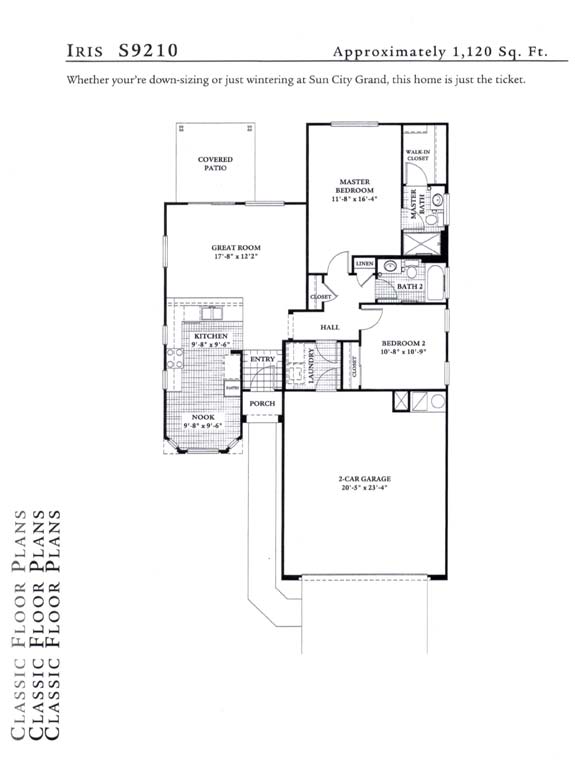 IRIS S9210
Approximately 1,120 Sq. Ft.
Whether your're down-sizing or just wintering at Sun City Grand, this home is just the ticket.
COVERED
PATIO
MASTER
BEDROOM
11'-8" x 16'-4"
WALK-IN
CLOSET
MASTER
BATH
GREAT ROOM
17'-8" x 12'2"
LINEN
BATH 2
CLOSET
HALL
KITCHEN
9'-8" x 9'-6"
ENTRY
LAUNDRY
CLOSET
BEDROOM 2
10'-8" x 10'-9"
PANTRY
PORCH
NOOK
9'-8" x 9'-6"
2-CAR GARAGE
20'-5" x 23'-4"
CLASSIC FLOOR PLANS
CLASSIC FLOOR PLANS
CLASSIC FLOOR PLANS